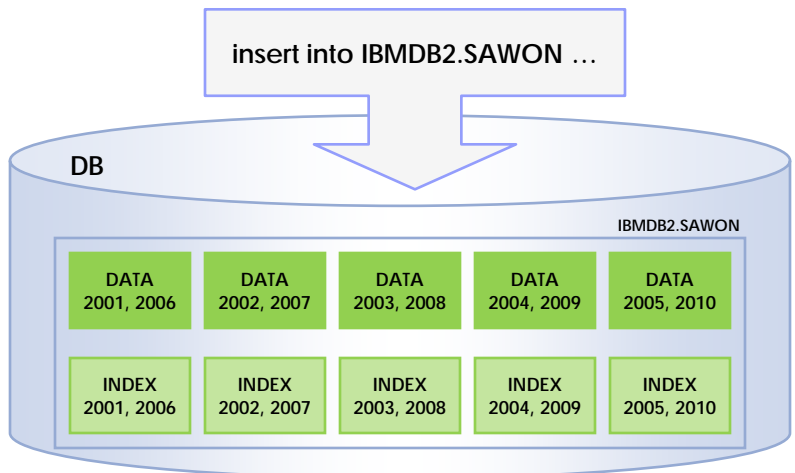 insert into IBMDB2.SAWON …
DB
IBMDB2.SAWON
DATA
2001, 2006
DATA
2002, 2007
DATA
2003, 2008
DATA
2004, 2009
DATA
2005, 2010
INDEX
2001, 2006
INDEX
2002, 2007
INDEX
2003, 2008
INDEX
2004, 2009
INDEX
2005, 2010